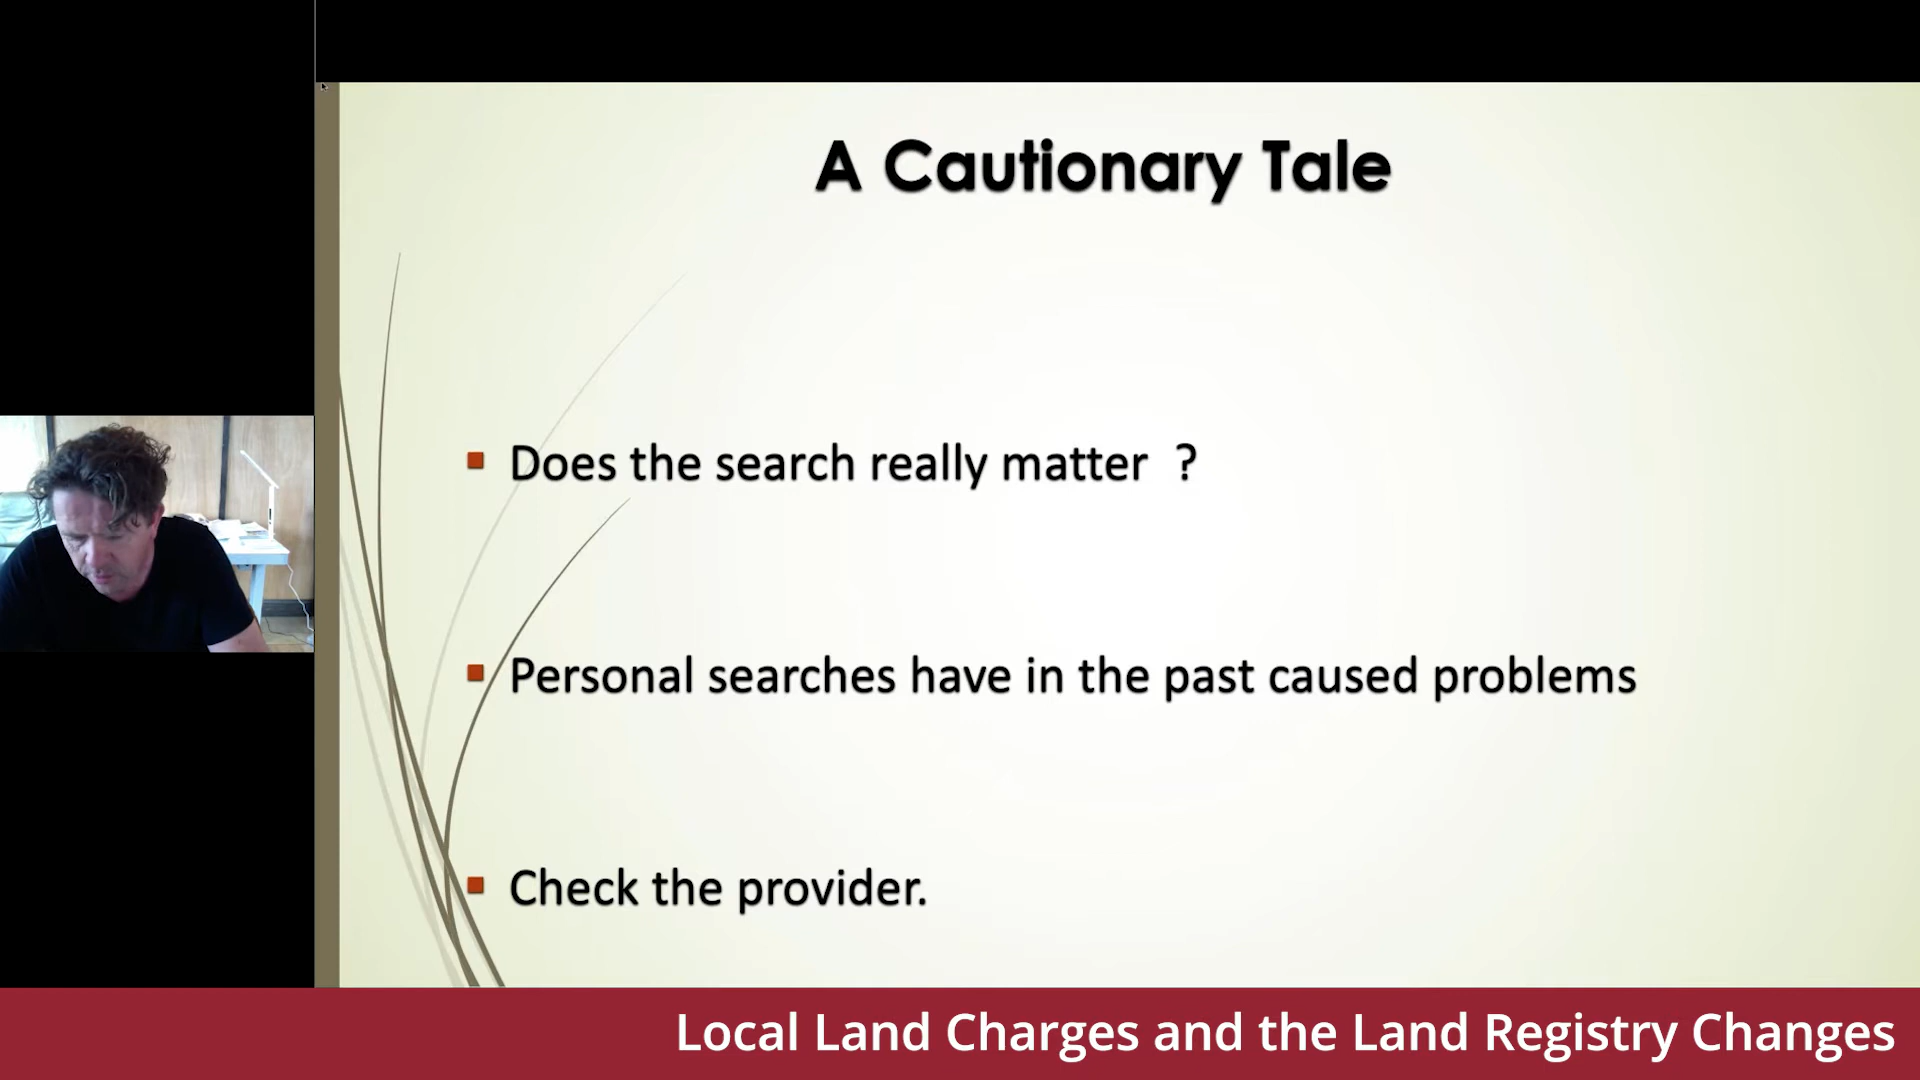 A Cautionary Tale
Does the search really matter ?
Personal searches have in the past caused problems
Check the provider.
Local Land Charges and the Land Registry Changes